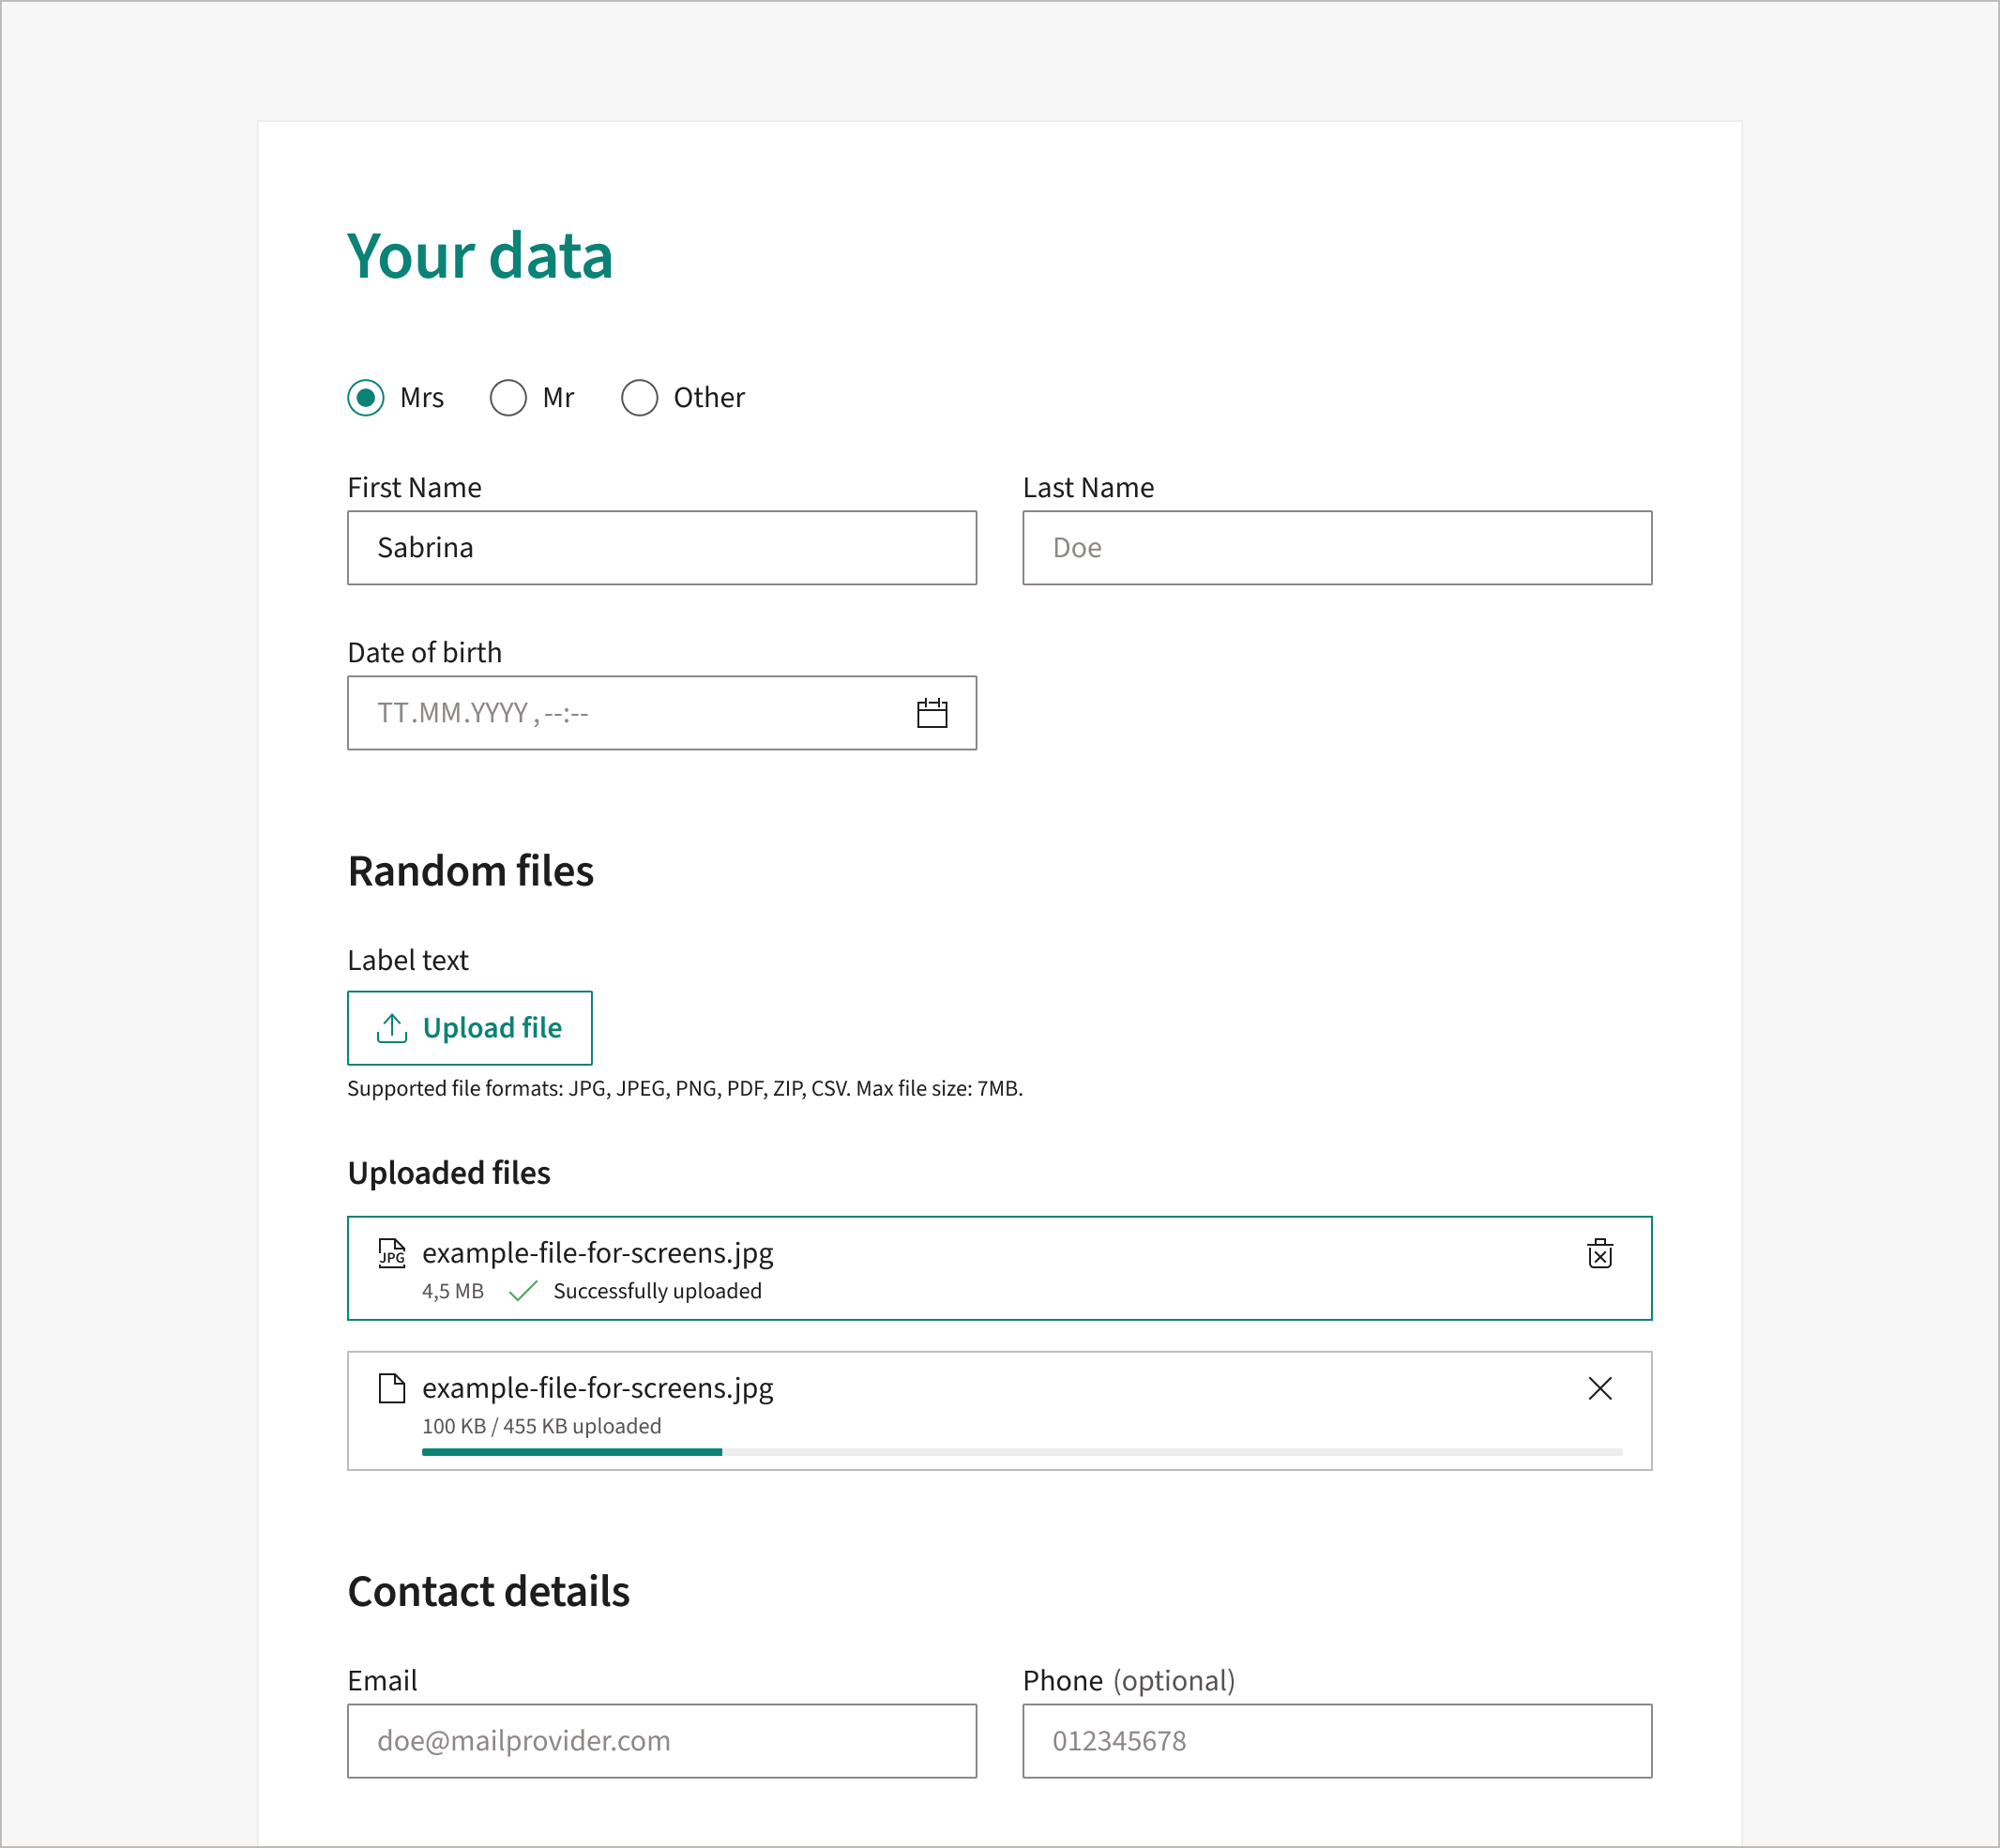 Your data
Mrs Mr Other
First Name Last Name
Sabrina Doe
Date of birth
TT.MM.YYYY , --:--
Random files
Label text
Upload file
Supported file formats: JPG, JPEG, PNG, PDF, ZIP, CSV. Max file size: 7MB.
Uploaded files
JPG example-file-for-screens.jpg
4,5 MB Successfully uploaded
example-file-for-screens.jpg
100 KB / 455 KB uploaded
Contact details
Email Phone (optional)
doe@mailprovider.com 012345678